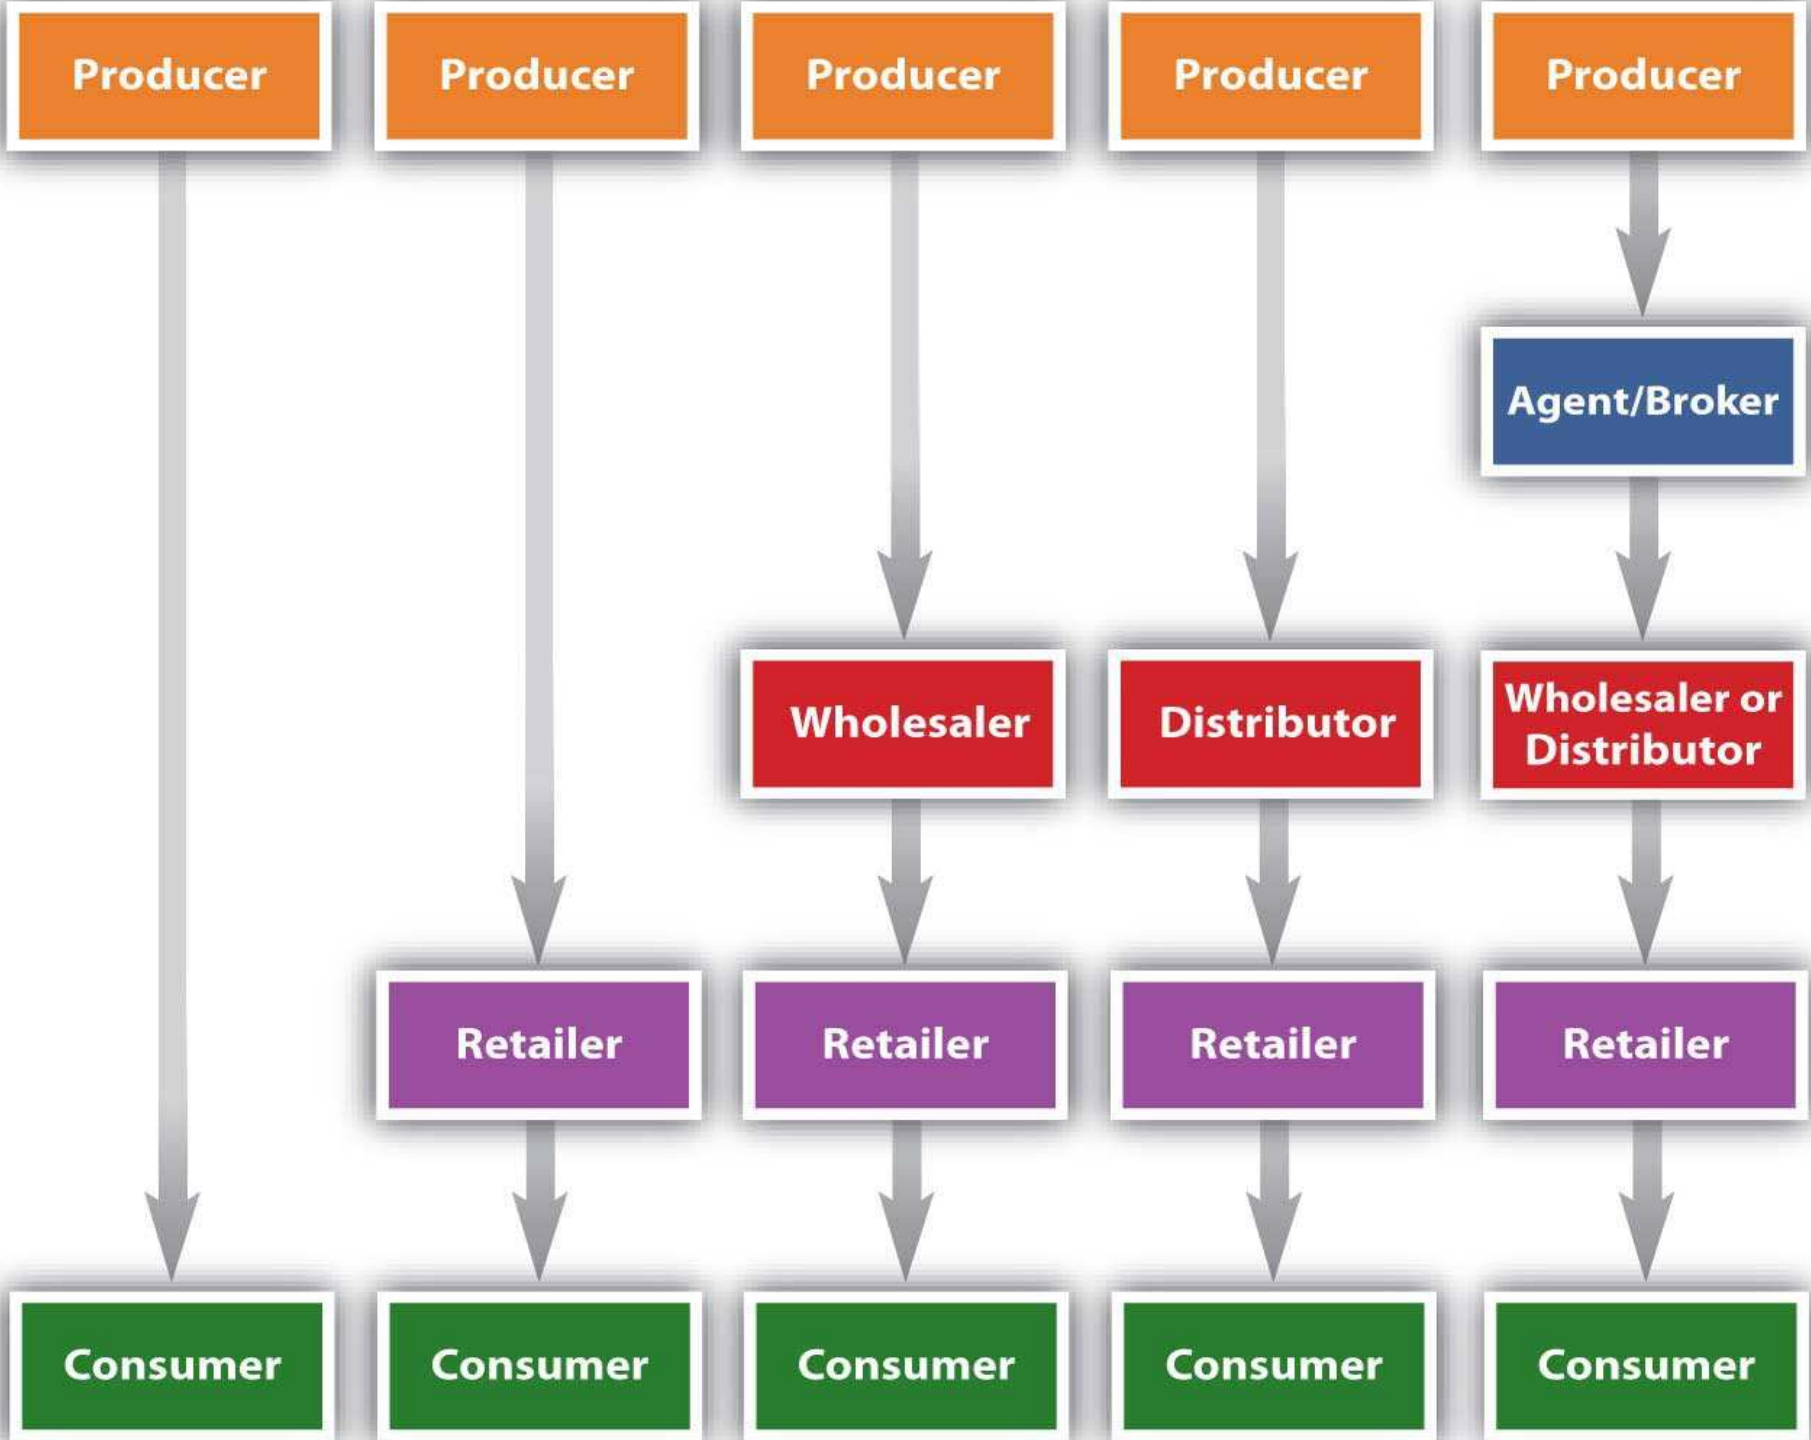 Producer
Producer
Producer
Producer
Producer
Agent/Broker
Wholesaler
Distributor
Wholesaler or
Distributor
Retailer
Retailer
Retailer
Retailer
Consumer
Consumer
Consumer
Consumer
Consumer